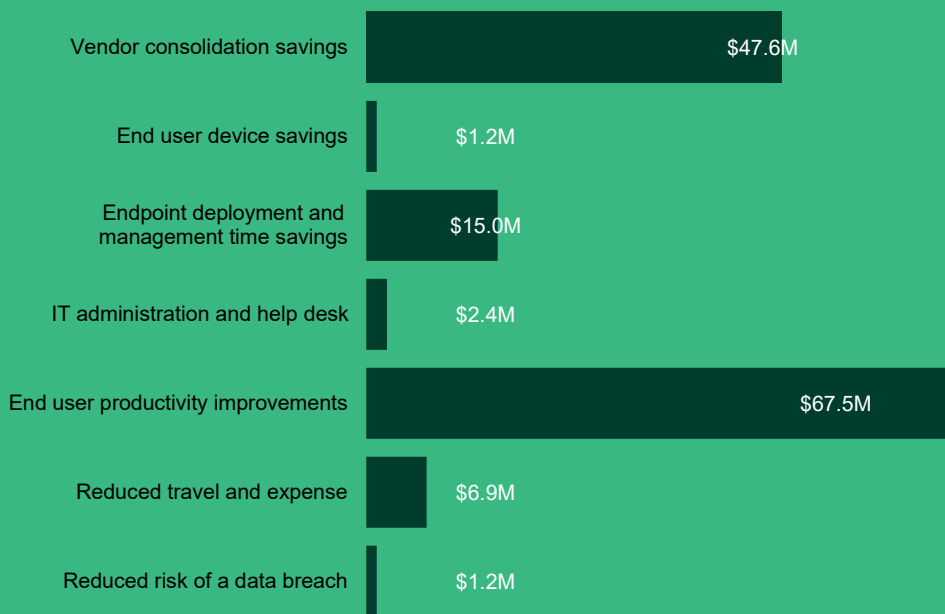 Vendor consolidation savings $47.6M
End user device savings $1.2M
Endpoint deployment and
management time savings $15.0M
IT administration and help desk $2.4M
End user productivity improvements $67.5M
Reduced travel and expense $6.9M
Reduced risk of a data breach $1.2M